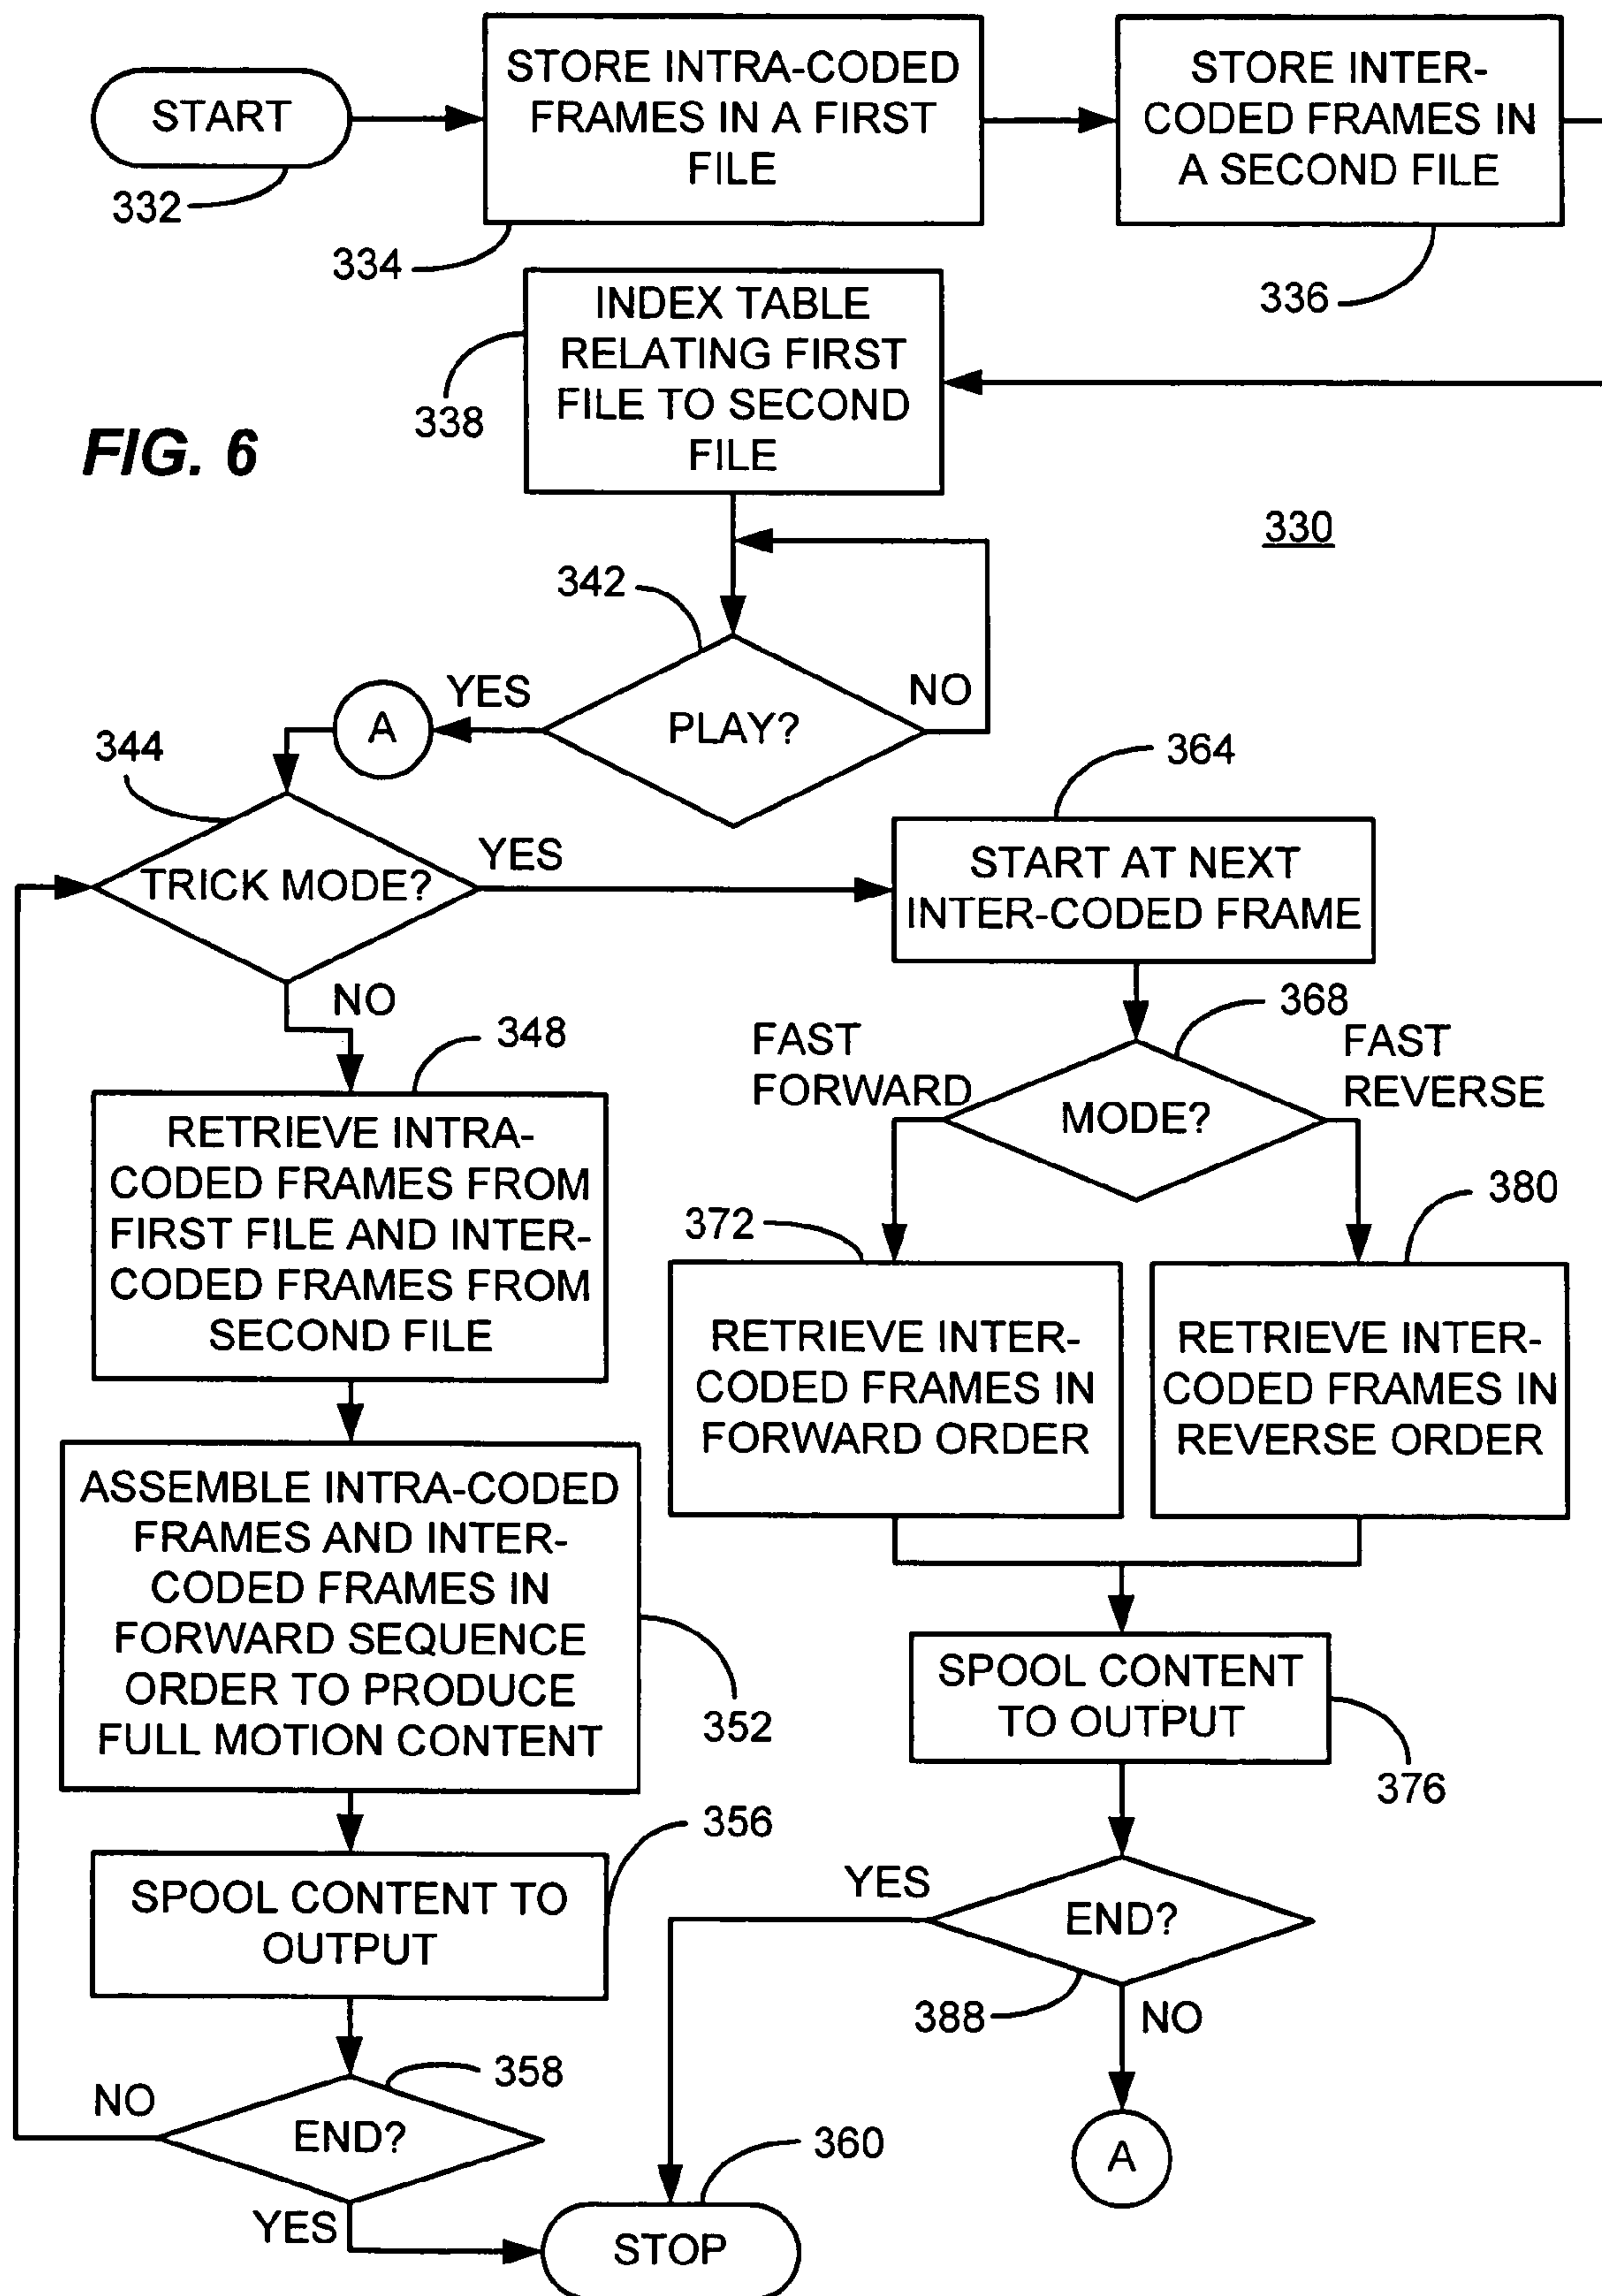 START
332
STORE INTRA-CODED
FRAMES IN A FIRST
FILE
334
STORE INTER-
CODED FRAMES IN
A SECOND FILE
336
INDEX TABLE
RELATING FIRST
FILE TO SECOND
FILE
338
FIG. 6
330
342
PLAY?
YES
NO
A
344
TRICK MODE?
YES
NO
364
START AT NEXT
INTER-CODED FRAME
368
FAST
FORWARD
MODE?
FAST
REVERSE
348
RETRIEVE INTRA-
CODED FRAMES FROM
FIRST FILE AND INTER-
CODED FRAMES FROM
SECOND FILE
372
RETRIEVE INTER-
CODED FRAMES IN
FORWARD ORDER
380
RETRIEVE INTER-
CODED FRAMES IN
REVERSE ORDER
ASSEMBLE INTRA-CODED
FRAMES AND INTER-
CODED FRAMES IN
FORWARD SEQUENCE
ORDER TO PRODUCE
FULL MOTION CONTENT
352
SPOOL CONTENT
TO OUTPUT
376
356
SPOOL CONTENT TO
OUTPUT
YES
END?
388
NO
358
NO
END?
YES
360
STOP
A